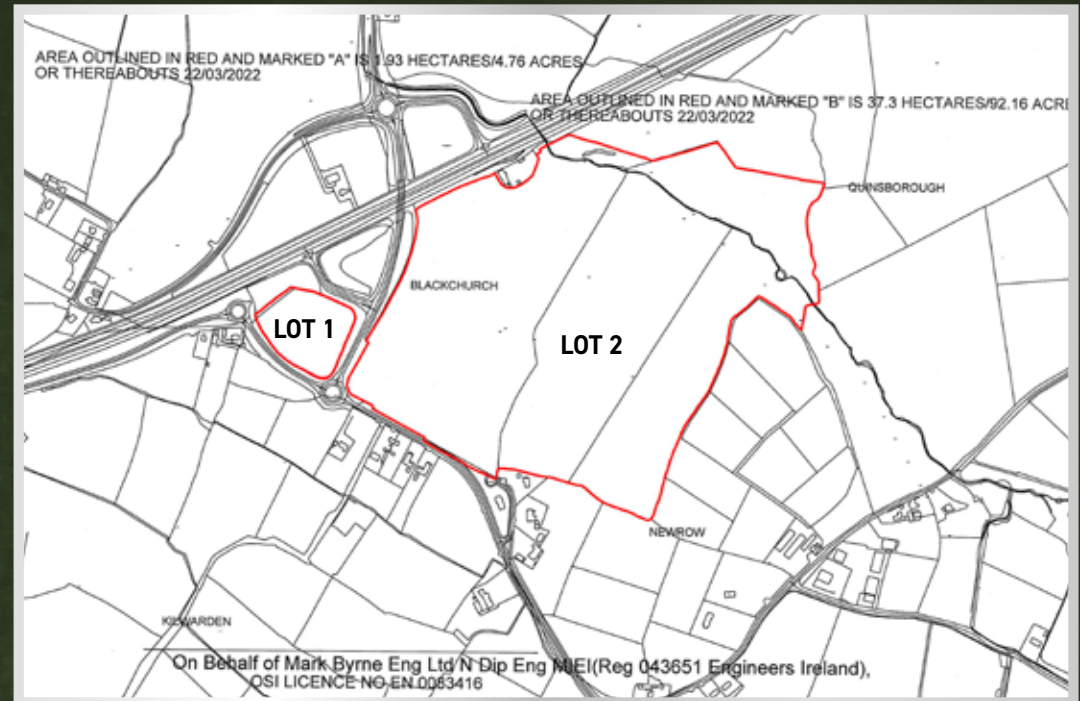 AREA OUTLINED IN RED AND MARKED "A" IS 1.93 HECTARES/4.76 ACRES
OR THEREABOUTS 22/03/2022
AREA OUTLINED IN RED AND MARKED "B" IS 37.3 HECTARES/92.16 ACRE
OR THEREABOUTS 22/03/2022
QUINSBOROUGH
BLACKCHURCH
LOT 1
LOT 2
NEWROW
KILWARDEN
On Behalf of Mark Byrne Eng Ltd N Dip Eng MIEI(Reg 043651 Engineers Ireland),
OSI LICENCE NO EN 0083416